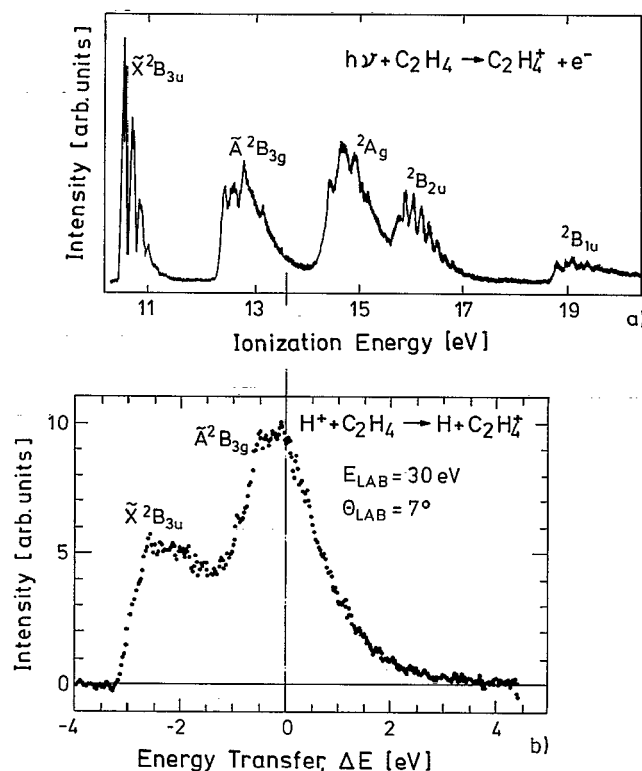 Intensity [arb.units]
X̃ ²B₃ᵤ
hν + C₂H₄ → C₂H₄⁺ + e⁻
Ã ²B₃g
²Ag
²B₂ᵤ
²B₁ᵤ
11 13 15 17 19 a)
Ionization Energy [eV]
Intensity [arb.units]
10
5
0
ò²B₃g
H⁺ + C₂H₄ → H + C₂H₄⁺
E_LAB = 30 eV
Θ_LAB = 7°
X̃ ²B₃ᵤ
-4 -2 0 2 4 b)
Energy Transfer, ΔE [eV]